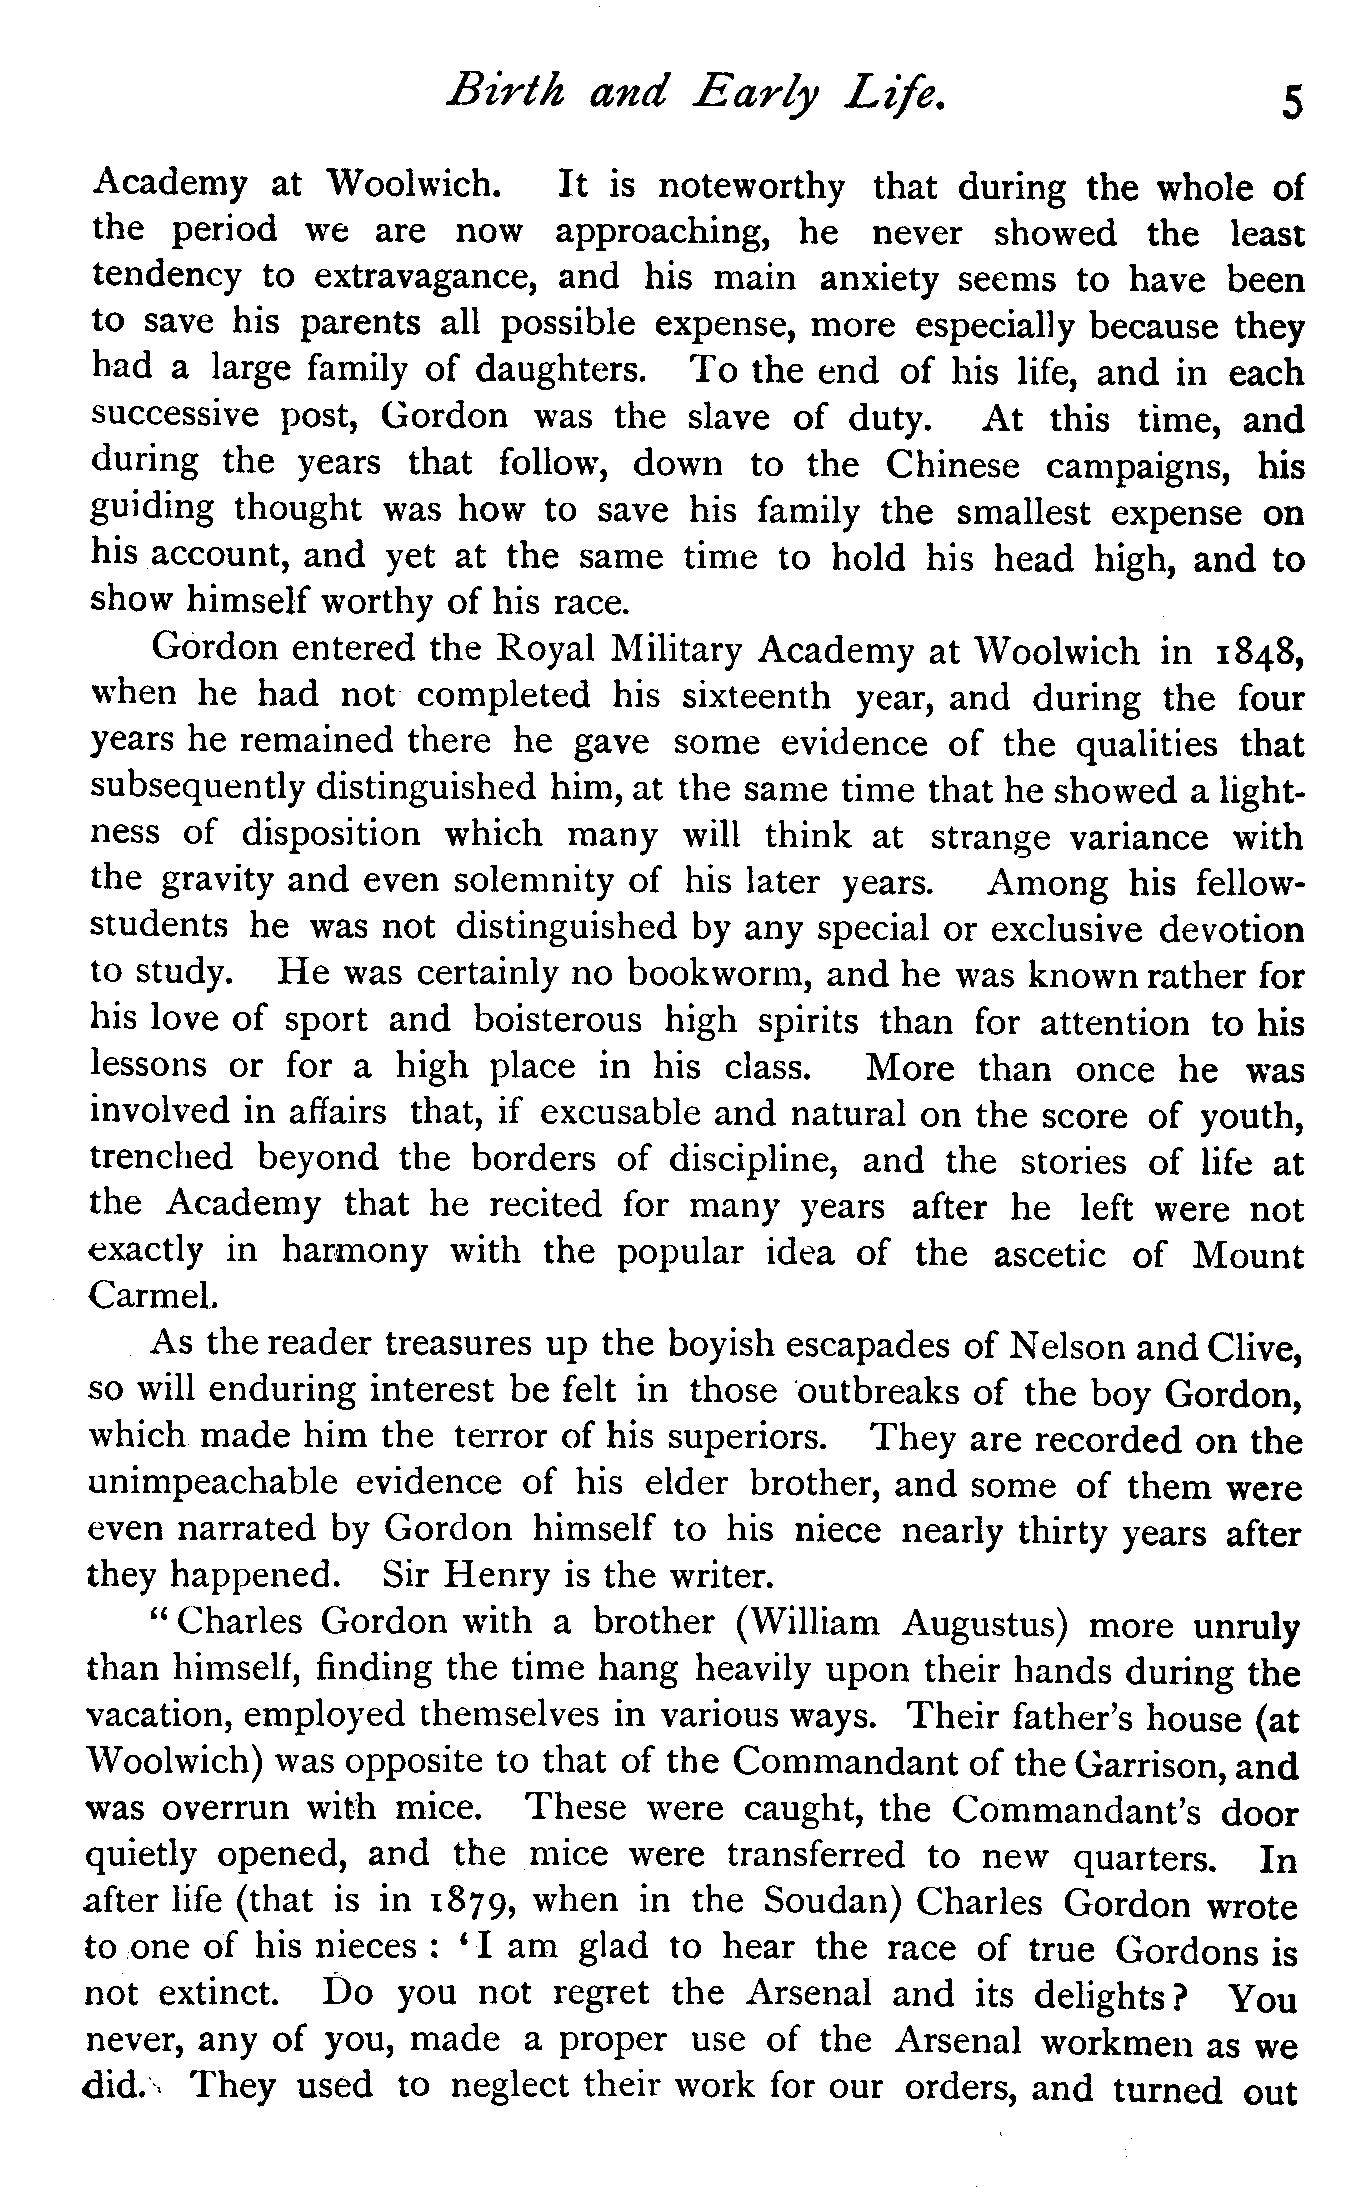 Birth and Early Life. 5
Academy at Woolwich. It is noteworthy that during the whole of
the period we are now approaching, he never showed the least
tendency to extravagance, and his main anxiety seems to have been
to save his parents all possible expense, more especially because they
had a large family of daughters. To the end of his life, and in each
successive post, Gordon was the slave of duty. At this time, and
during the years that follow, down to the Chinese campaigns, his
guiding thought was how to save his family the smallest expense on
his account, and yet at the same time to hold his head high, and to
show himself worthy of his race.
Gordon entered the Royal Military Academy at Woolwich in 1848,
when he had not completed his sixteenth year, and during the four
years he remained there he gave some evidence of the qualities that
subsequently distinguished him, at the same time that he showed a light-
ness of disposition which many will think at strange variance with
the gravity and even solemnity of his later years. Among his fellow-
students he was not distinguished by any special or exclusive devotion
to study. He was certainly no bookworm, and he was known rather for
his love of sport and boisterous high spirits than for attention to his
lessons or for a high place in his class. More than once he was
involved in affairs that, if excusable and natural on the score of youth,
trenched beyond the borders of discipline, and the stories of life at
the Academy that he recited for many years after he left were not
exactly in harmony with the popular idea of the ascetic of Mount
Carmel.
As the reader treasures up the boyish escapades of Nelson and Clive,
so will enduring interest be felt in those outbreaks of the boy Gordon,
which made him the terror of his superiors. They are recorded on the
unimpeachable evidence of his elder brother, and some of them were
even narrated by Gordon himself to his niece nearly thirty years after
they happened. Sir Henry is the writer.
"Charles Gordon with a brother (William Augustus) more unruly
than himself, finding the time hang heavily upon their hands during the
vacation, employed themselves in various ways. Their father's house (at
Woolwich) was opposite to that of the Commandant of the Garrison, and
was overrun with mice. These were caught, the Commandant's door
quietly opened, and the mice were transferred to new quarters. In
after life (that is in 1879, when in the Soudan) Charles Gordon wrote
to one of his nieces : 'I am glad to hear the race of true Gordons is
not extinct. Do you not regret the Arsenal and its delights? You
never, any of you, made a proper use of the Arsenal workmen as we
did. They used to neglect their work for our orders, and turned out